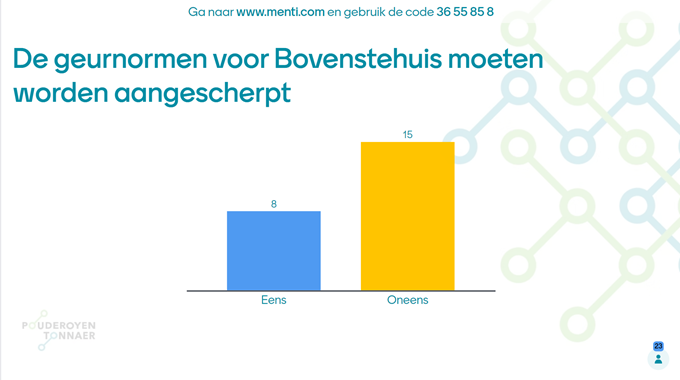 Ga naar www.menti.com en gebruik de code 36 55 85 8
De geurnormen voor Bovenstehuis moeten
worden aangescherpt
15
8
Eens
Oneens
POUDEROYEN
TONNAER
23